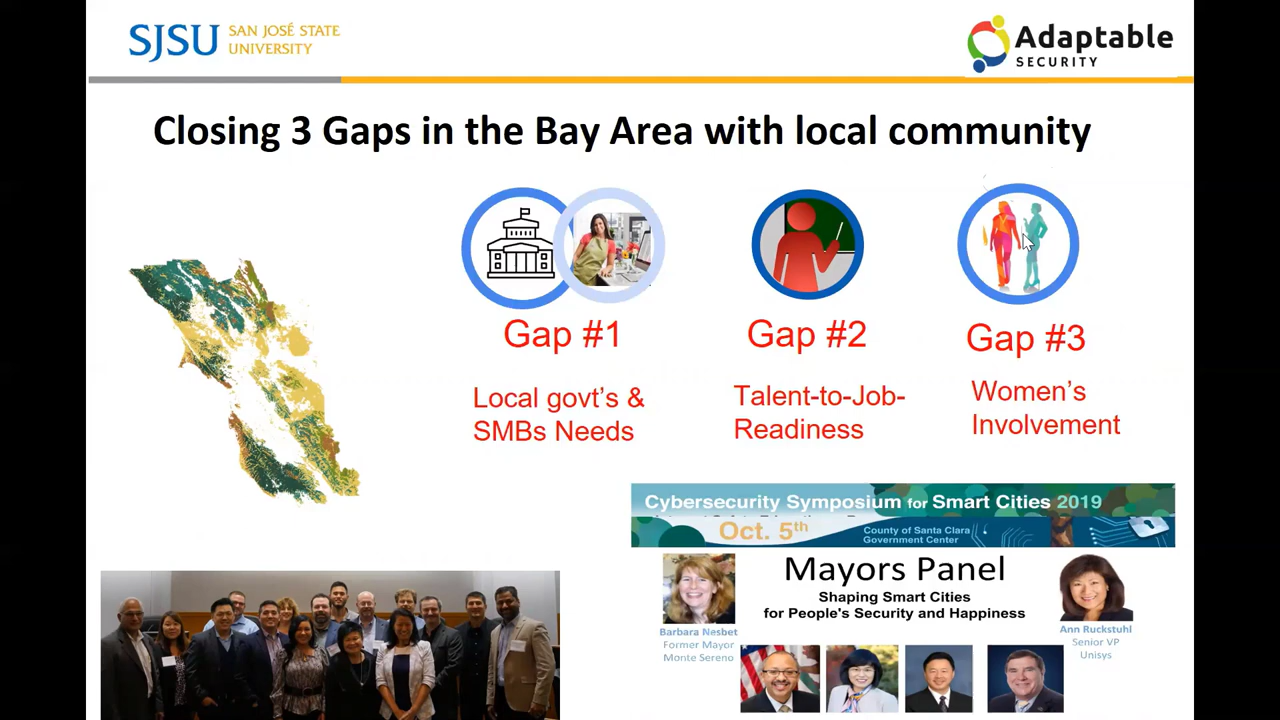 SJSU
SAN JOSÉ STATE
UNIVERSITY
Adaptable
SECURITY
Closing 3 Gaps in the Bay Area with local community
Gap #1
Local govt's &
SMBs Needs
Gap #2
Talent-to-Job-
Readiness
Gap #3
Women's
Involvement
Cybersecurity Symposium for Smart Cities 2019
Oct. 5th
County of Santa Clara
Government Center
Mayors Panel
Shaping Smart Cities
for People's Security and Happiness
Barbara Nesbet
Former Mayor
Monte Sereno
Ann Ruckstuhl
Senior VP
Unisys